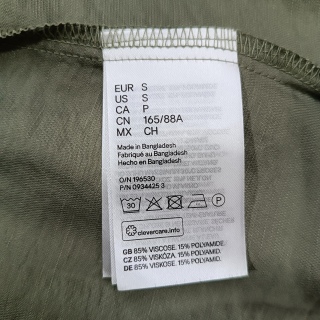 EUR S
US S
CA P
CN 165/88A
MX CH
Made in Bangladesh
Fabriqué au Bangladesh
Hecho en Bangladesh
O/N 196530
P/N 0934425 3
30 P
clevercare.info
GB 85% VISCOSE. 15% POLYAMIDE.
CZ 85% VISKÓZA. 15% POLYAMID.
DE 85% VISKOSE. 15% POLYAMID.